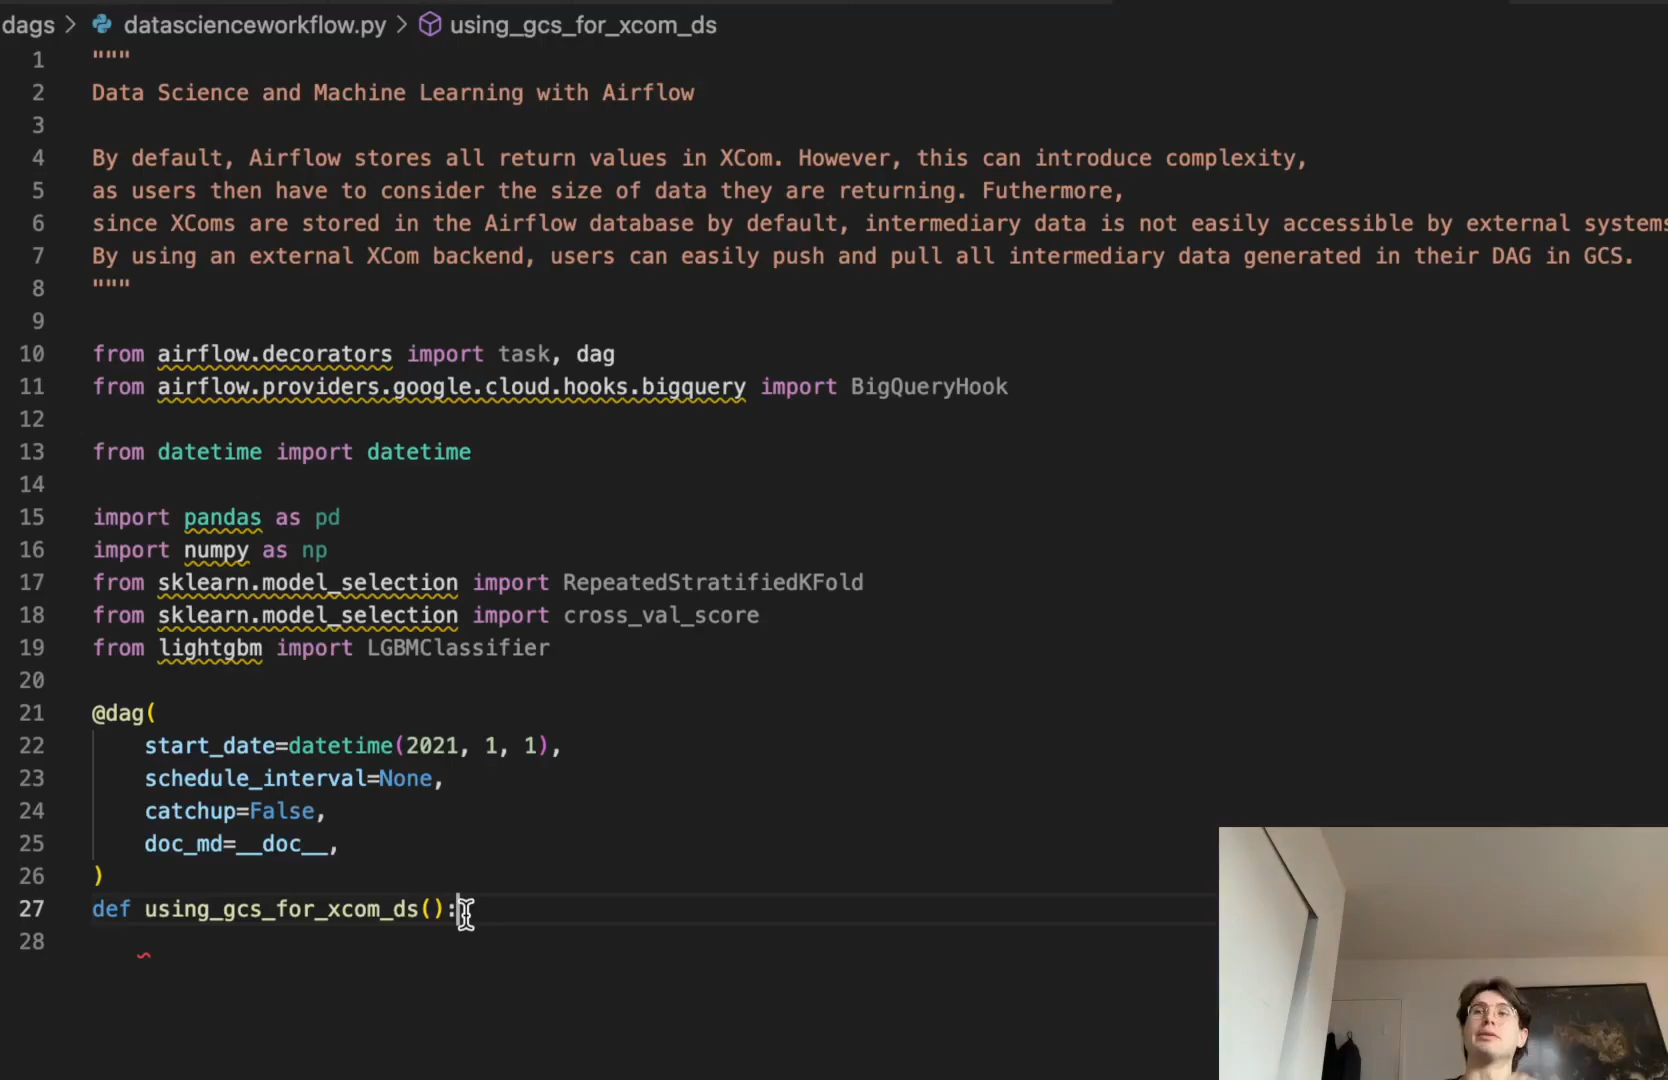 dags > datascienceworkflow.py > using_gcs_for_xcom_ds
1 """
2 Data Science and Machine Learning with Airflow
3
4 By default, Airflow stores all return values in XCom. However, this can introduce complexity,
5 as users then have to consider the size of data they are returning. Futhermore,
6 since XComs are stored in the Airflow database by default, intermediary data is not easily accessible by external systems
7 By using an external XCom backend, users can easily push and pull all intermediary data generated in their DAG in GCS.
8 """
9
10 from airflow.decorators import task, dag
11 from airflow.providers.google.cloud.hooks.bigquery import BigQueryHook
12
13 from datetime import datetime
14
15 import pandas as pd
16 import numpy as np
17 from sklearn.model_selection import RepeatedStratifiedKFold
18 from sklearn.model_selection import cross_val_score
19 from lightgbm import LGBMClassifier
20
21 @dag(
22 start_date=datetime(2021, 1, 1),
23 schedule_interval=None,
24 catchup=False,
25 doc_md=__doc__,
26 )
27 def using_gcs_for_xcom_ds():
28